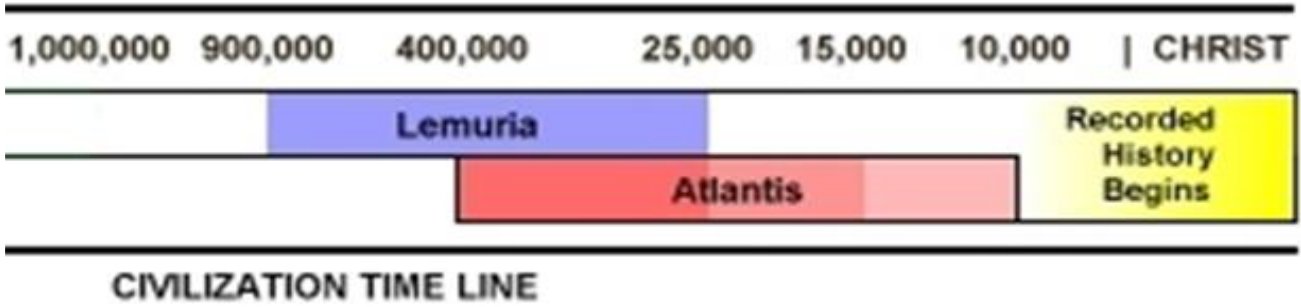 1,000,000 900,000 400,000 25,000 15,000 10,000 | CHRIST
Lemuria
Atlantis
Recorded
History
Begins
CIVILIZATION TIME LINE